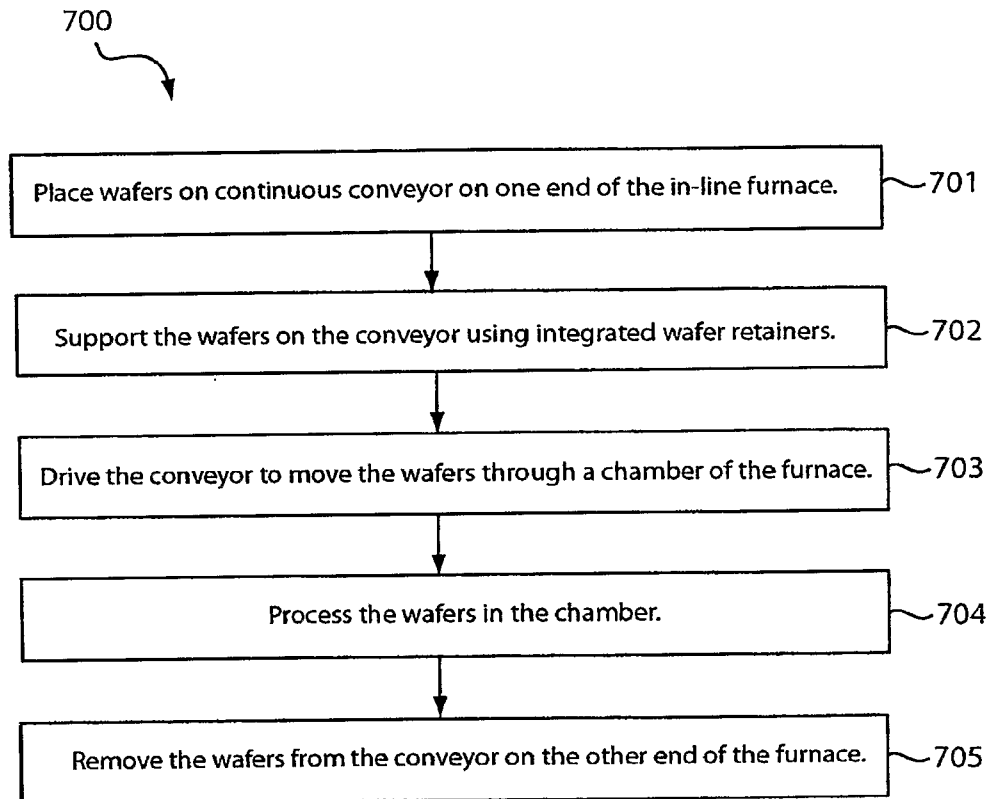 700
Place wafers on continuous conveyor on one end of the in-line furnace.
701
Support the wafers on the conveyor using integrated wafer retainers.
702
Drive the conveyor to move the wafers through a chamber of the furnace.
703
Process the wafers in the chamber.
704
Remove the wafers from the conveyor on the other end of the furnace.
705